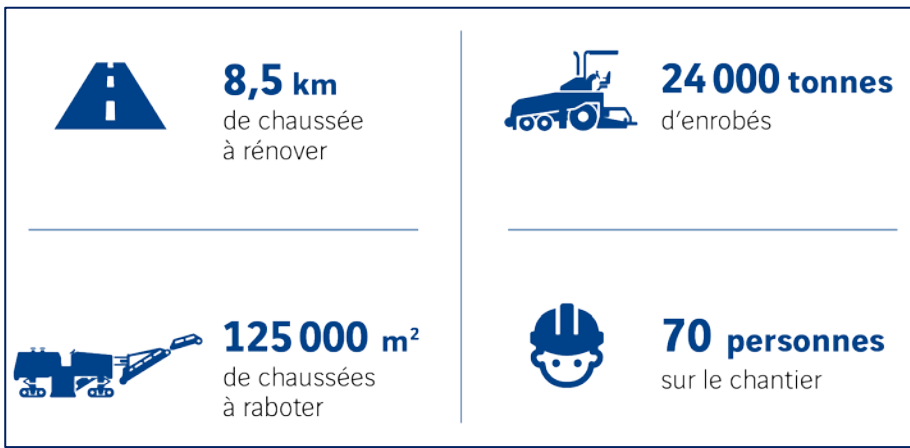 8,5 km
de chaussée
à rénover
24 000 tonnes
d'enrobés
125 000 m²
de chaussées
à raboter
70 personnes
sur le chantier